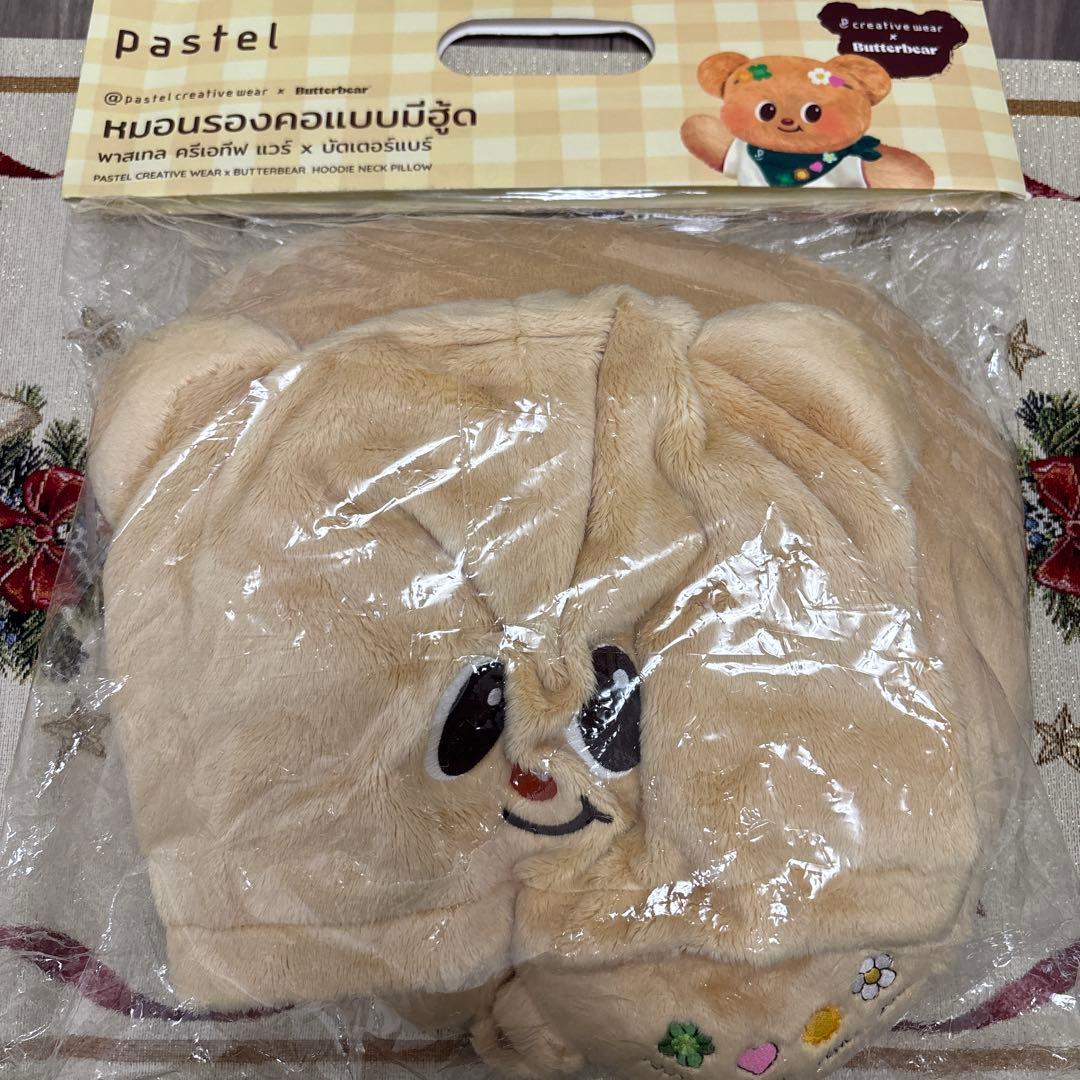 Pastel
@pastel creative wear × Butterbear
หมอนรองคอแบบมีฮู้ด
พาสเทล ครีเอทีฟ แวร์ x บัตเตอร์แบร์
PASTEL CREATIVE WEAR x BUTTERBEAR HOODIE NECK PILLOW
creative wear
×
Butterbear